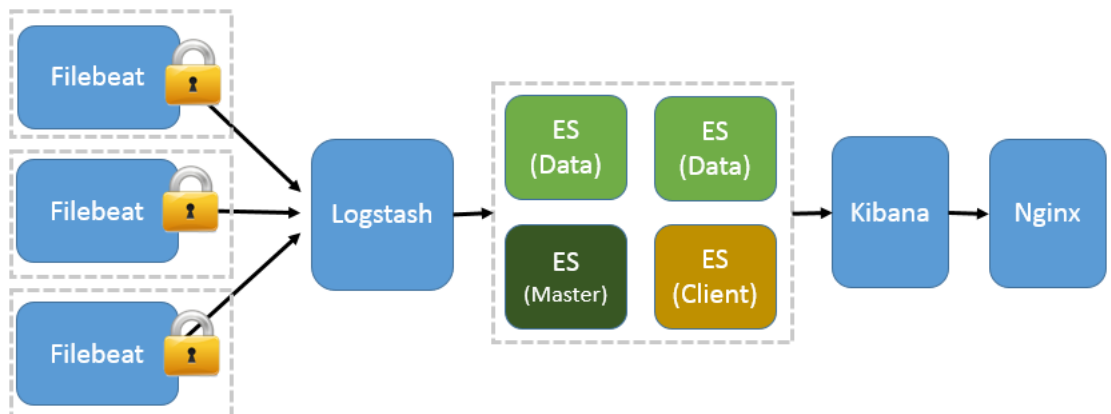 Filebeat
Filebeat
Filebeat
Logstash
ES
(Data)
ES
(Data)
ES
(Master)
ES
(Client)
Kibana
Nginx